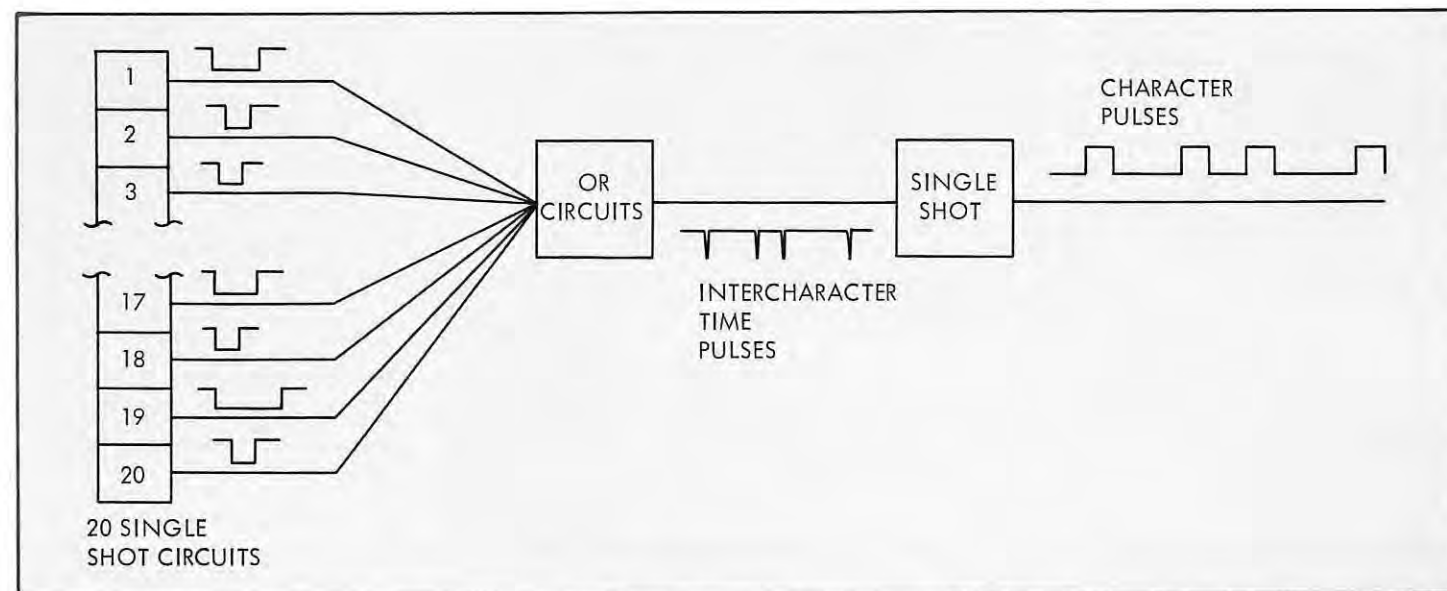 1
2
3
17
18
19
20
20 SINGLE
SHOT CIRCUITS
OR
CIRCUITS
INTERCHARACTER
TIME
PULSES
SINGLE
SHOT
CHARACTER
PULSES